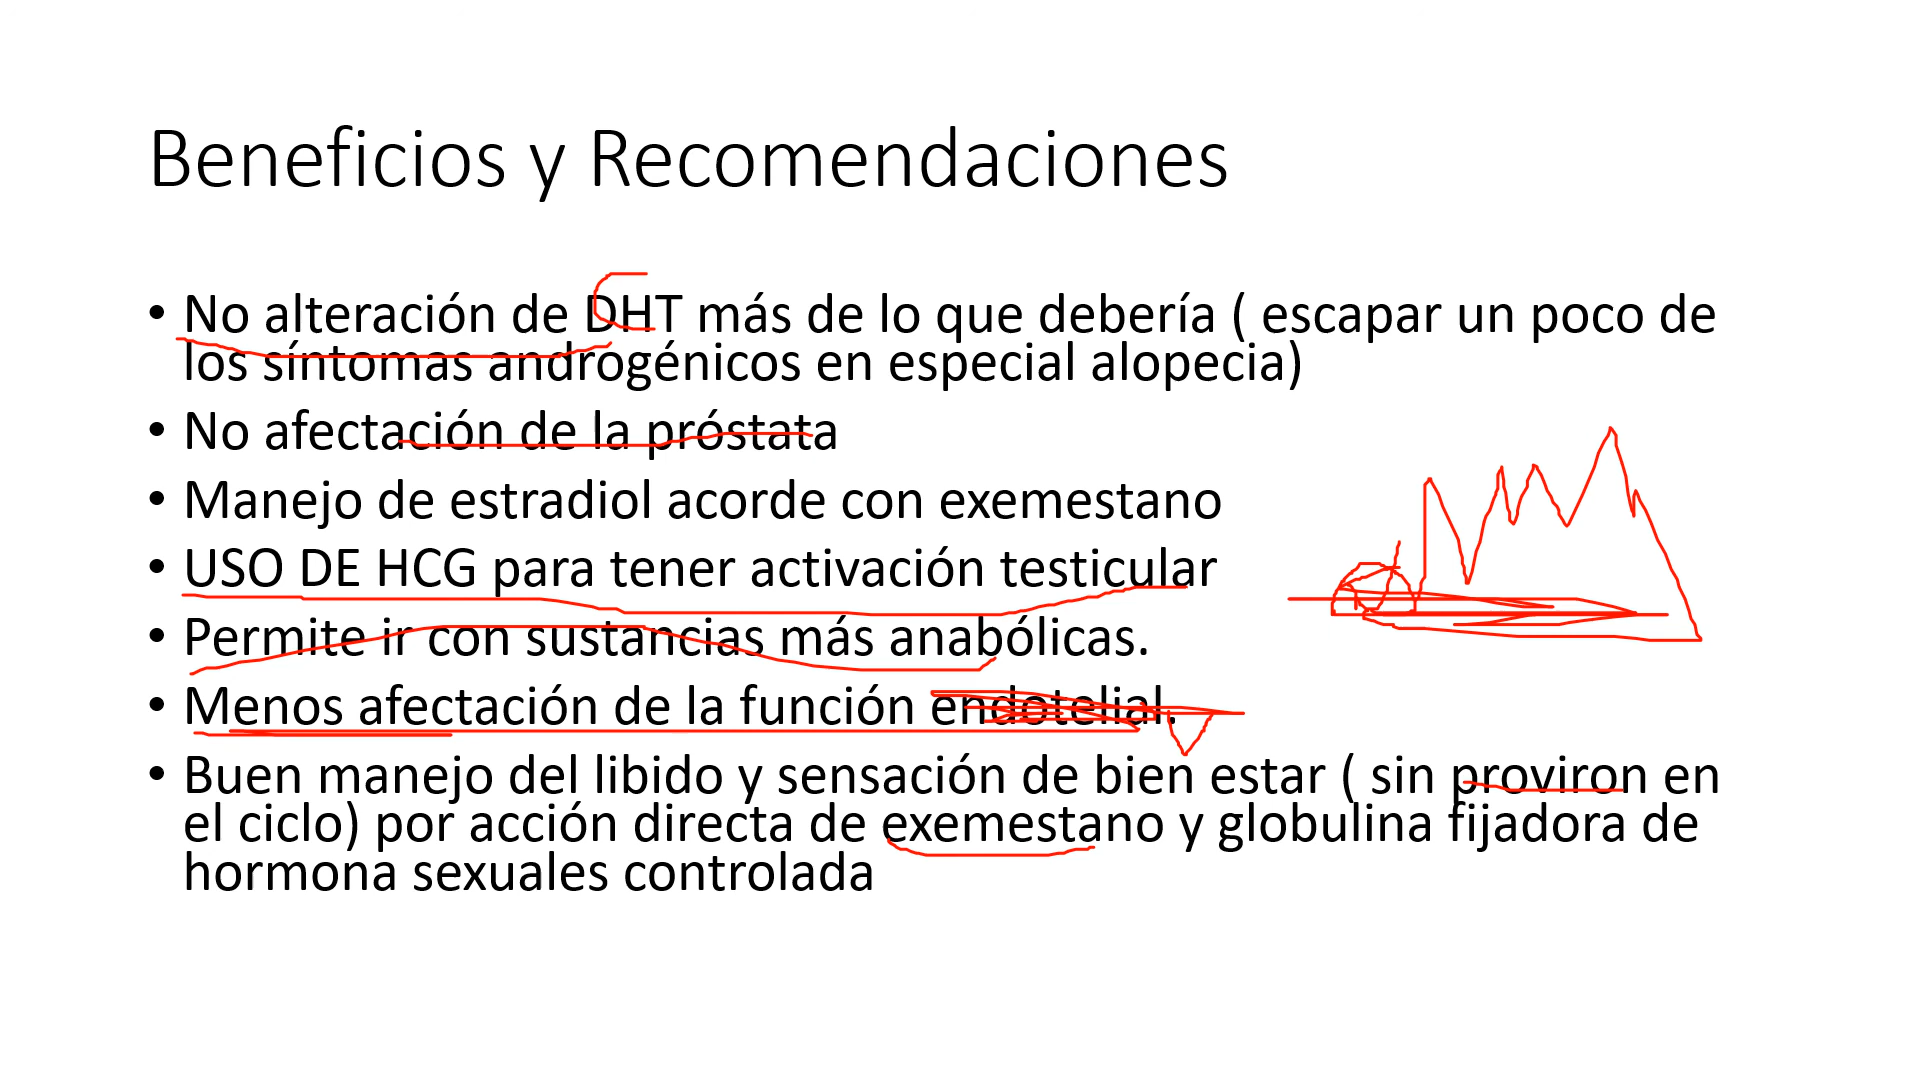 Beneficios y Recomendaciones
• No alteración de DHT más de lo que debería ( escapar un poco de
los síntomas androgénicos en especial alopecia)
• No afectación de la próstata
• Manejo de estradiol acorde con exemestano
• USO DE HCG para tener activación testicular
• Permite ir con sustancias más anabólicas.
• Menos afectación de la función endotelial.
• Buen manejo del libido y sensación de bien estar ( sin proviron en
el ciclo) por acción directa de exemestano y globulina fijadora de
hormona sexuales controlada